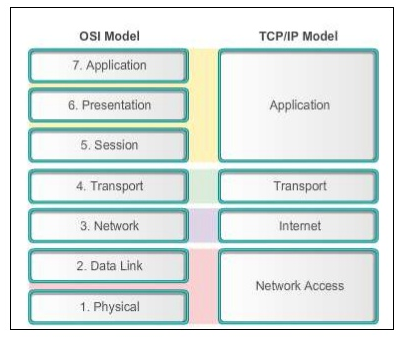 OSI Model
TCP/IP Model
7. Application
6. Presentation
5. Session
4. Transport
3. Network
2. Data Link
1. Physical
Application
Transport
Internet
Network Access